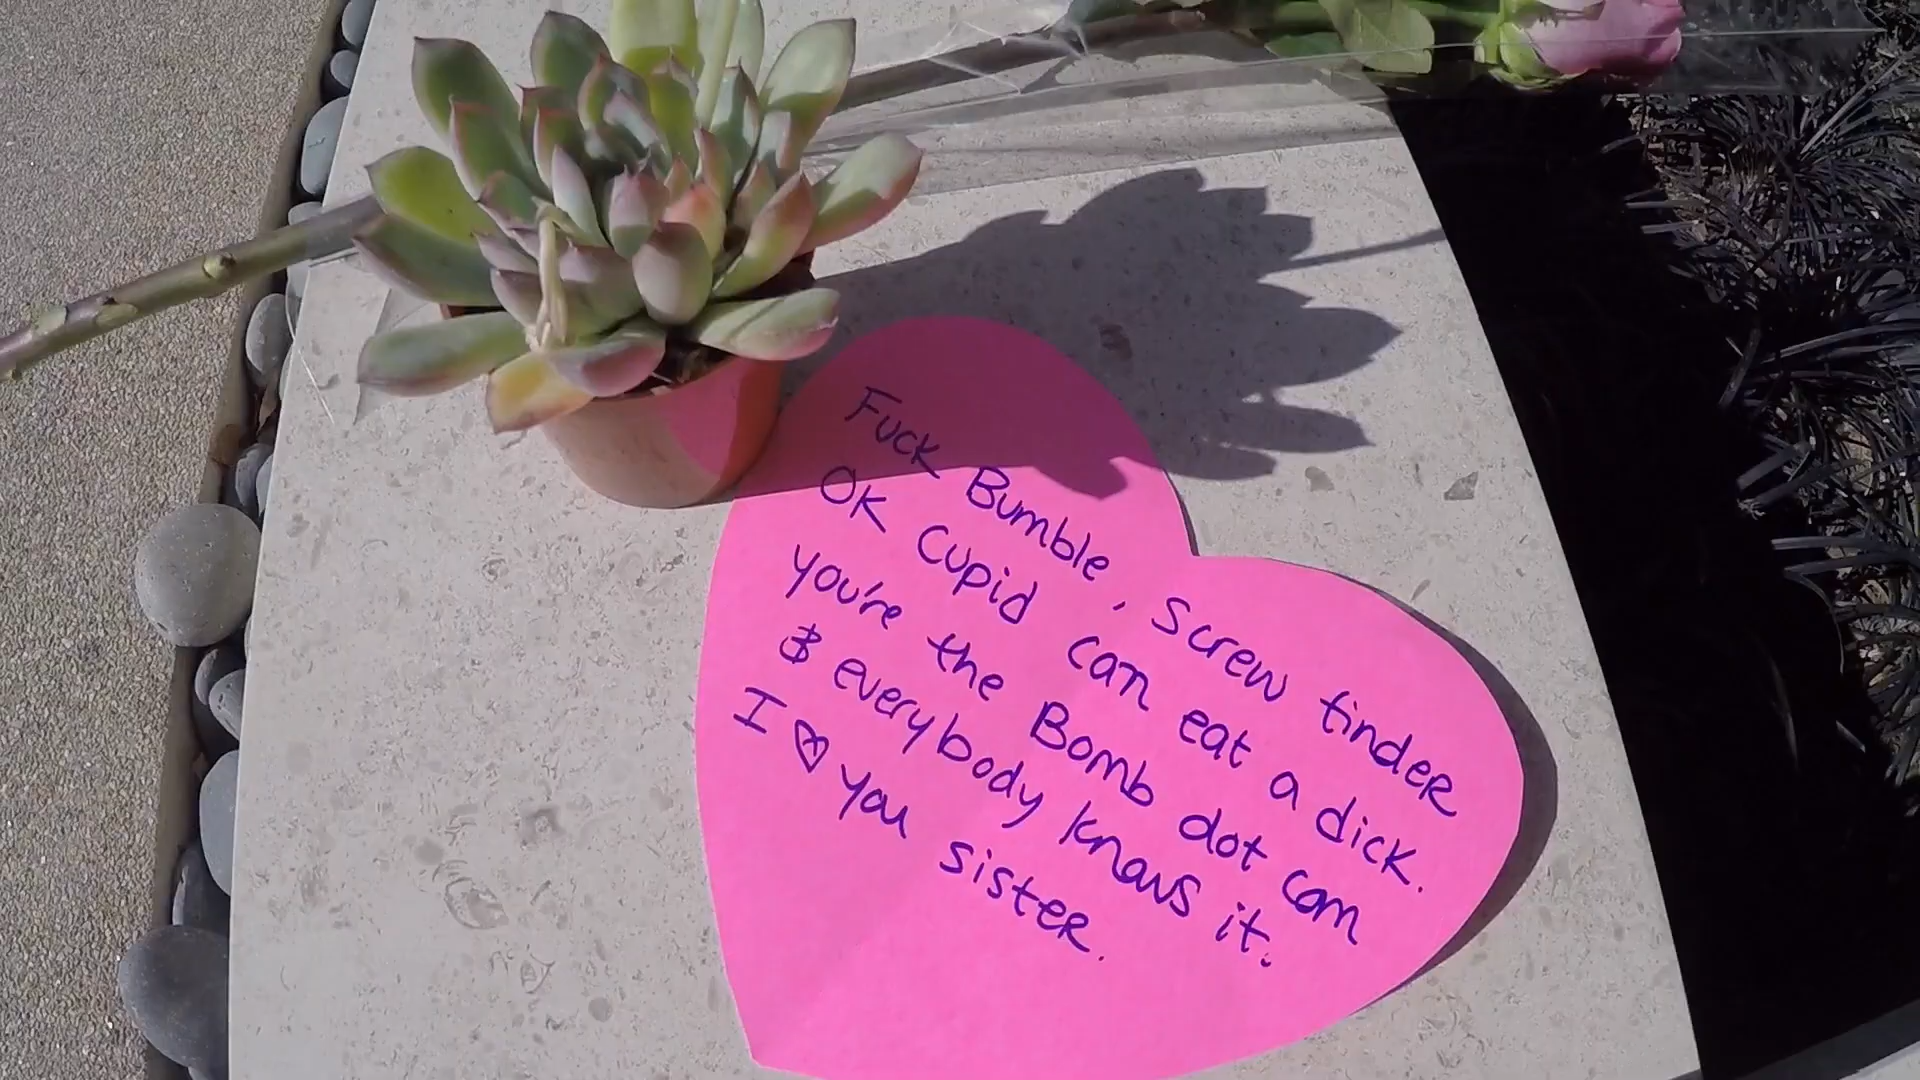 Fuck Bumble, Screw tinder
OK Cupid can eat a dick.
you're the Bomb dot com
& everybody knows it.
I ♡ you sister.